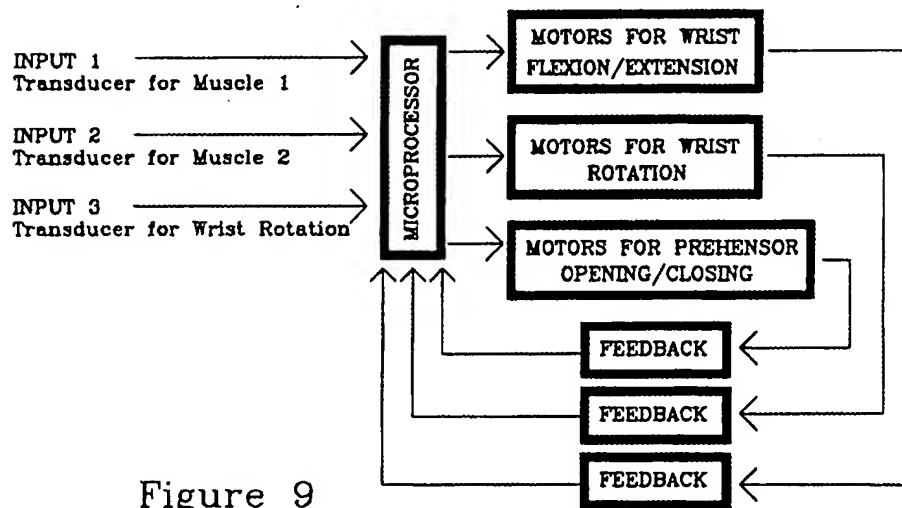 INPUT 1
Transducer for Muscle 1
INPUT 2
Transducer for Muscle 2
INPUT 3
Transducer for Wrist Rotation
MICROPROCESSOR
MOTORS FOR WRIST
FLEXION/EXTENSION
MOTORS FOR WRIST
ROTATION
MOTORS FOR PREHENSOR
OPENING/CLOSING
FEEDBACK
FEEDBACK
FEEDBACK
Figure 9